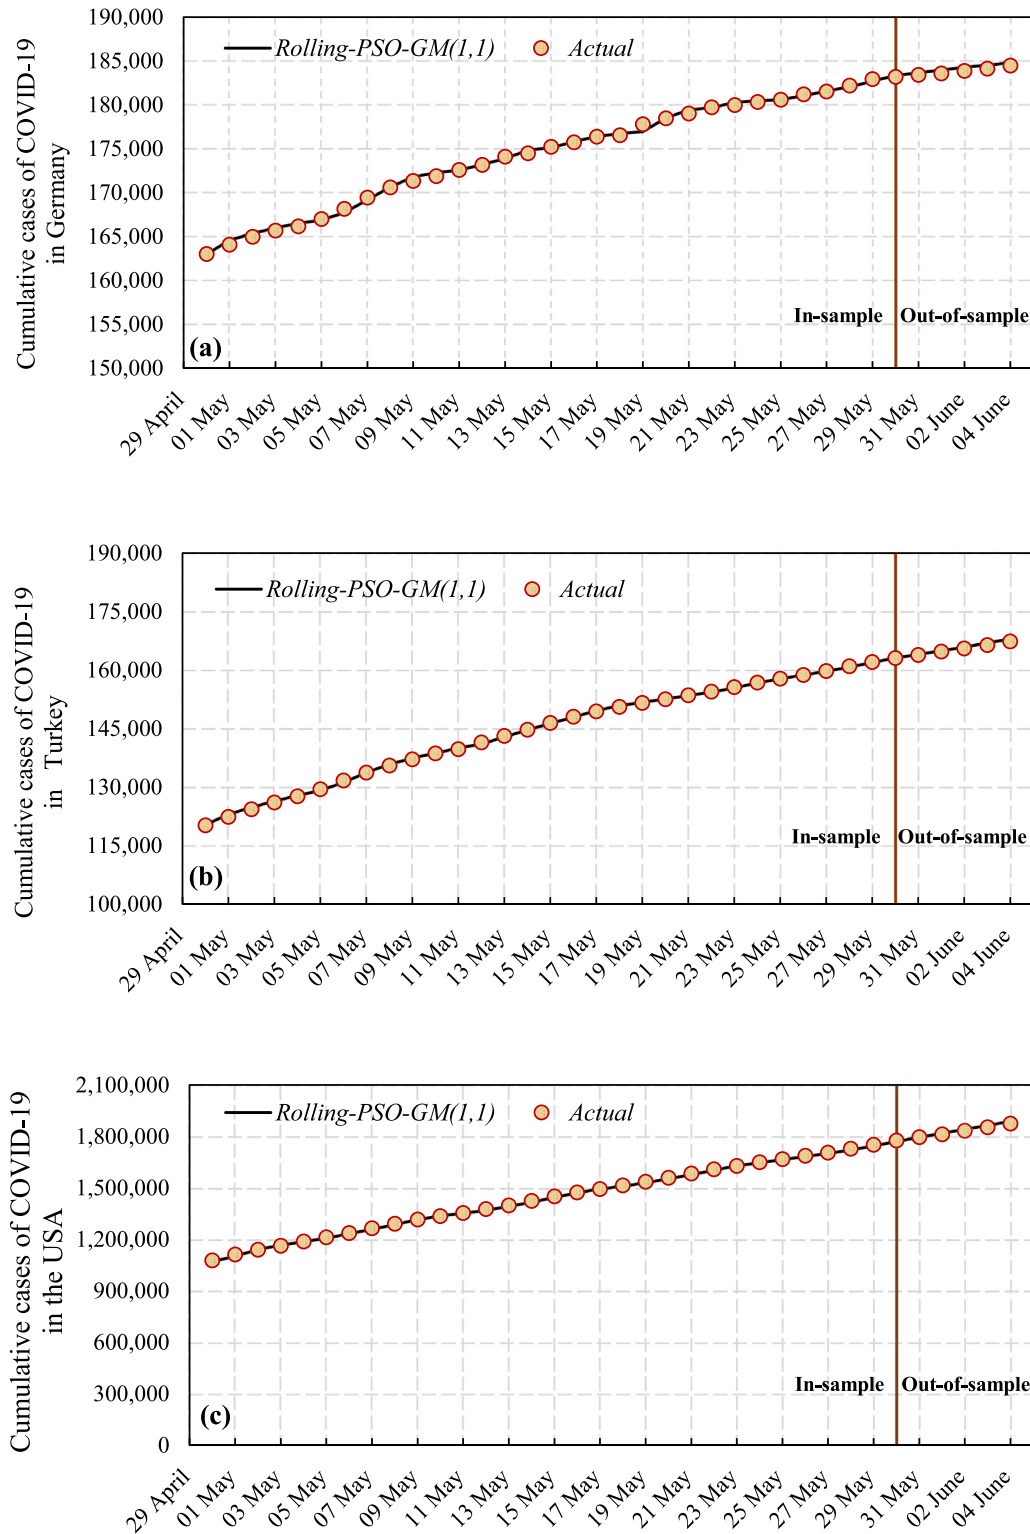 190,000
185,000
180,000
175,000
170,000
165,000
160,000
155,000
150,000
Cumulative cases of COVID-19
in Germany
Rolling-PSO-GM(1,1)
Actual
In-sample
Out-of-sample
(a)
29 April
01 May
03 May
05 May
07 May
09 May
11 May
13 May
15 May
17 May
19 May
21 May
23 May
25 May
27 May
29 May
31 May
02 June
04 June
190,000
175,000
160,000
145,000
130,000
115,000
100,000
Cumulative cases of COVID-19
in Turkey
Rolling-PSO-GM(1,1)
Actual
In-sample
Out-of-sample
(b)
29 April
01 May
03 May
05 May
07 May
09 May
11 May
13 May
15 May
17 May
19 May
21 May
23 May
25 May
27 May
29 May
31 May
02 June
04 June
2,100,000
1,800,000
1,500,000
1,200,000
900,000
600,000
300,000
0
Cumulative cases of COVID-19
in the USA
Rolling-PSO-GM(1,1)
Actual
In-sample
Out-of-sample
(c)
29 April
01 May
03 May
05 May
07 May
09 May
11 May
13 May
15 May
17 May
19 May
21 May
23 May
25 May
27 May
29 May
31 May
02 June
04 June